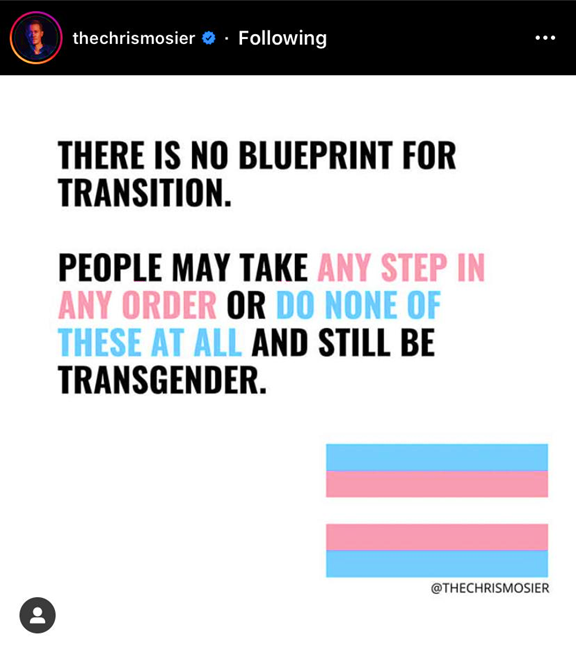 thechrismosier · Following
THERE IS NO BLUEPRINT FOR
TRANSITION.
PEOPLE MAY TAKE ANY STEP IN
ANY ORDER OR DO NONE OF
THESE AT ALL AND STILL BE
TRANSGENDER.
@THECHRISMOSIER